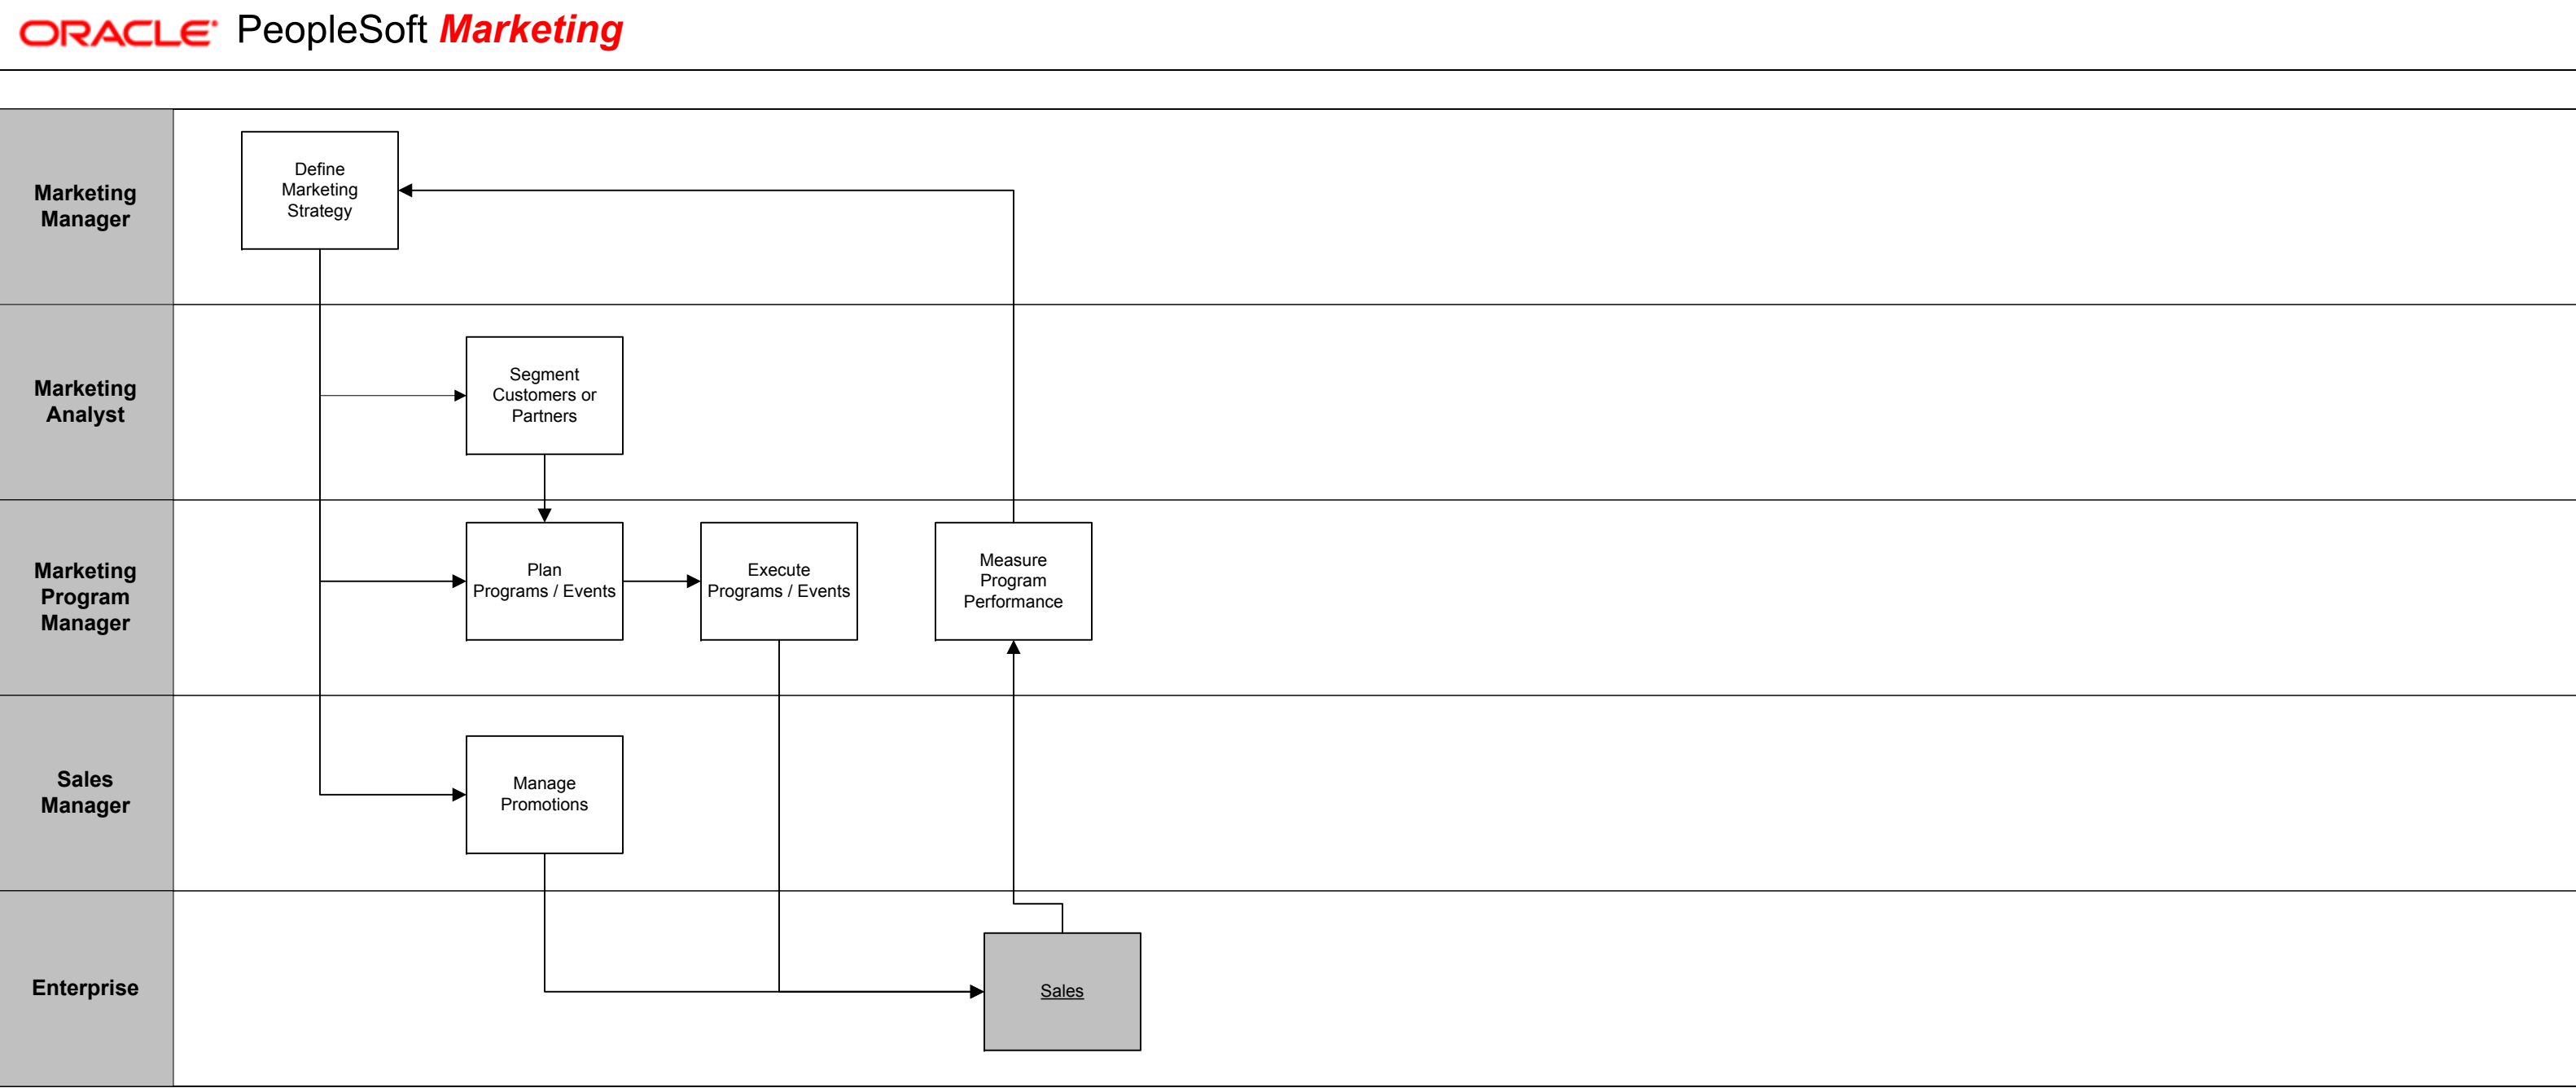 ORACLE PeopleSoft Marketing
Marketing
Manager
Define
Marketing
Strategy
Marketing
Analyst
Segment
Customers or
Partners
Marketing
Program
Manager
Plan
Programs / Events
Execute
Programs / Events
Measure
Program
Performance
Sales
Manager
Manage
Promotions
Enterprise
Sales